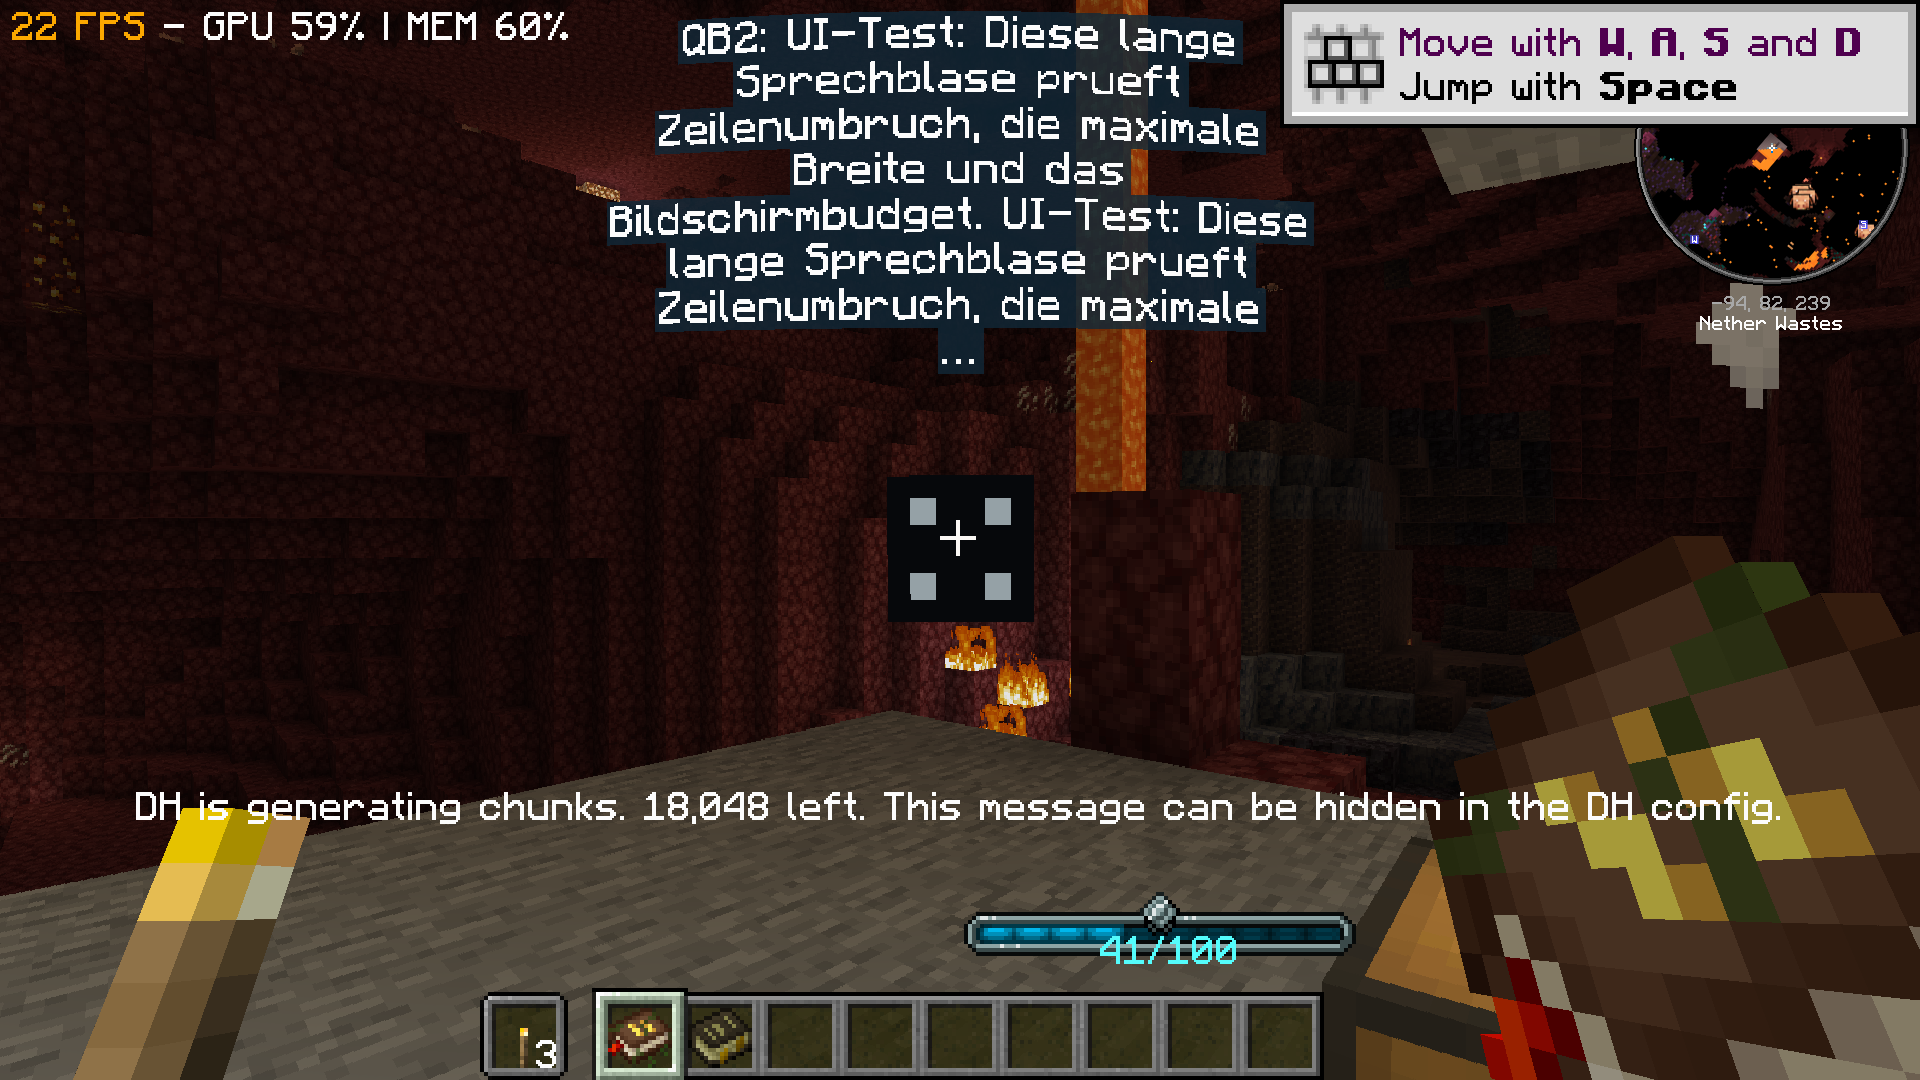 22 FPS – GPU 59% | MEM 60%
QB2: UI-Test: Diese lange
Sprechblase prueft
Zeilenumbruch, die maximale
Breite und das
Bildschirmbudget. UI-Test: Diese
lange Sprechblase prueft
Zeilenumbruch, die maximale
...
Move with W, A, S and D
Jump with Space
W
S
-94, 82, 239
Nether Wastes
DH is generating chunks. 18,048 left. This message can be hidden in the DH config.
41/100
3